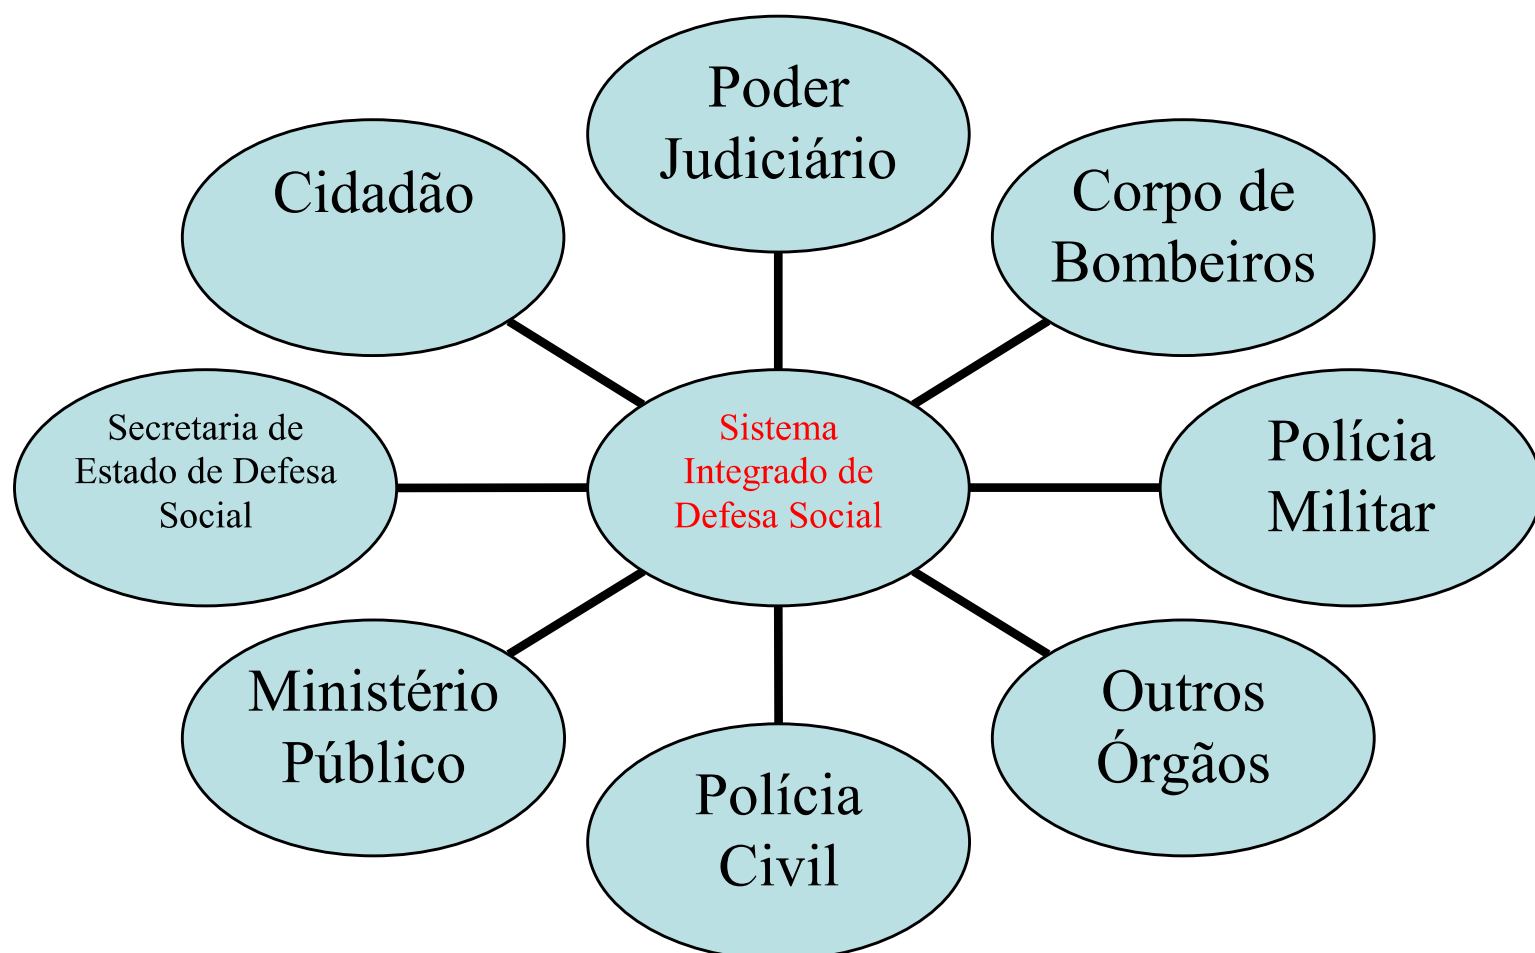 Poder
Judiciário
Cidadão
Corpo de
Bombeiros
Secretaria de
Estado de Defesa
Social
Sistema
Integrado de
Defesa Social
Polícia
Militar
Ministério
Público
Outros
Órgãos
Polícia
Civil